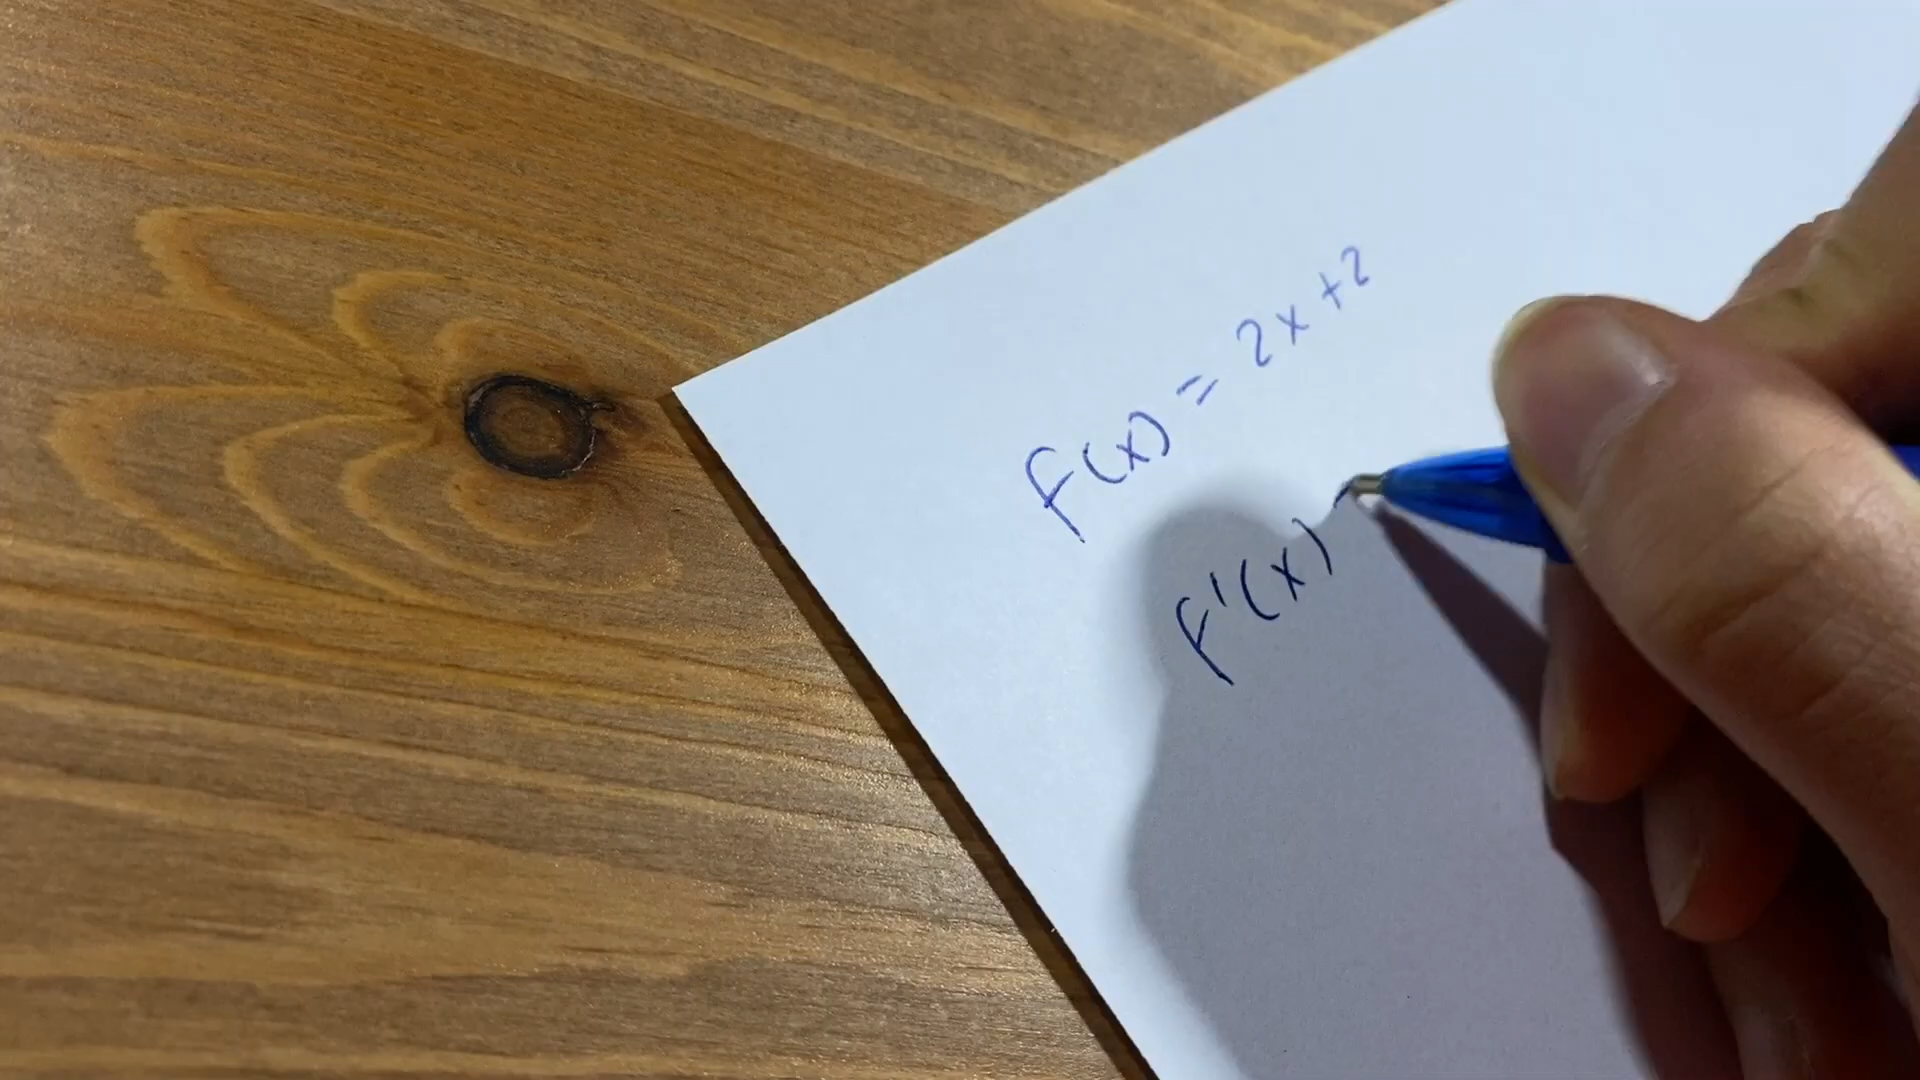 f(x) = 2x+2
f'(x) -